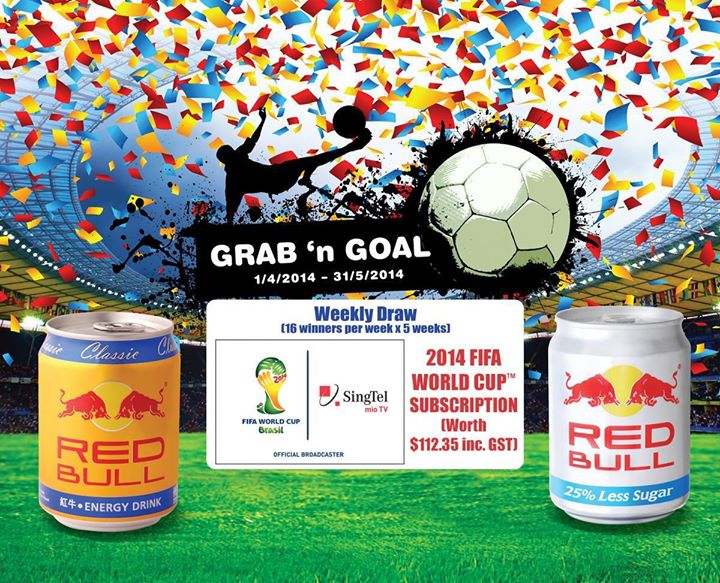 GRAB 'n GOAL
1/4/2014 – 31/5/2014
Weekly Draw
(16 winners per week x 5 weeks)
2014
FIFA WORLD CUP
Brasil
SingTel
mio TV
OFFICIAL BROADCASTER
2014 FIFA
WORLD CUP™
SUBSCRIPTION
(Worth
$112.35 inc. GST)
Classic
RED
BULL
紅牛 • ENERGY DRINK
RED
BULL
25% Less Sugar